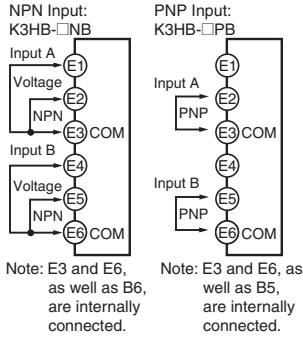 NPN Input:
K3HB-□NB
Input A
Voltage
NPN
Input B
Voltage
NPN
E1
E2
E3 COM
E4
E5
E6 COM
Note: E3 and E6,
as well as B6,
are internally
connected.
PNP Input:
K3HB-□PB
Input A
PNP
Input B
PNP
E1
E2
E3 COM
E4
E5
E6 COM
Note: E3 and E6, as
well as B5,
are internally
connected.